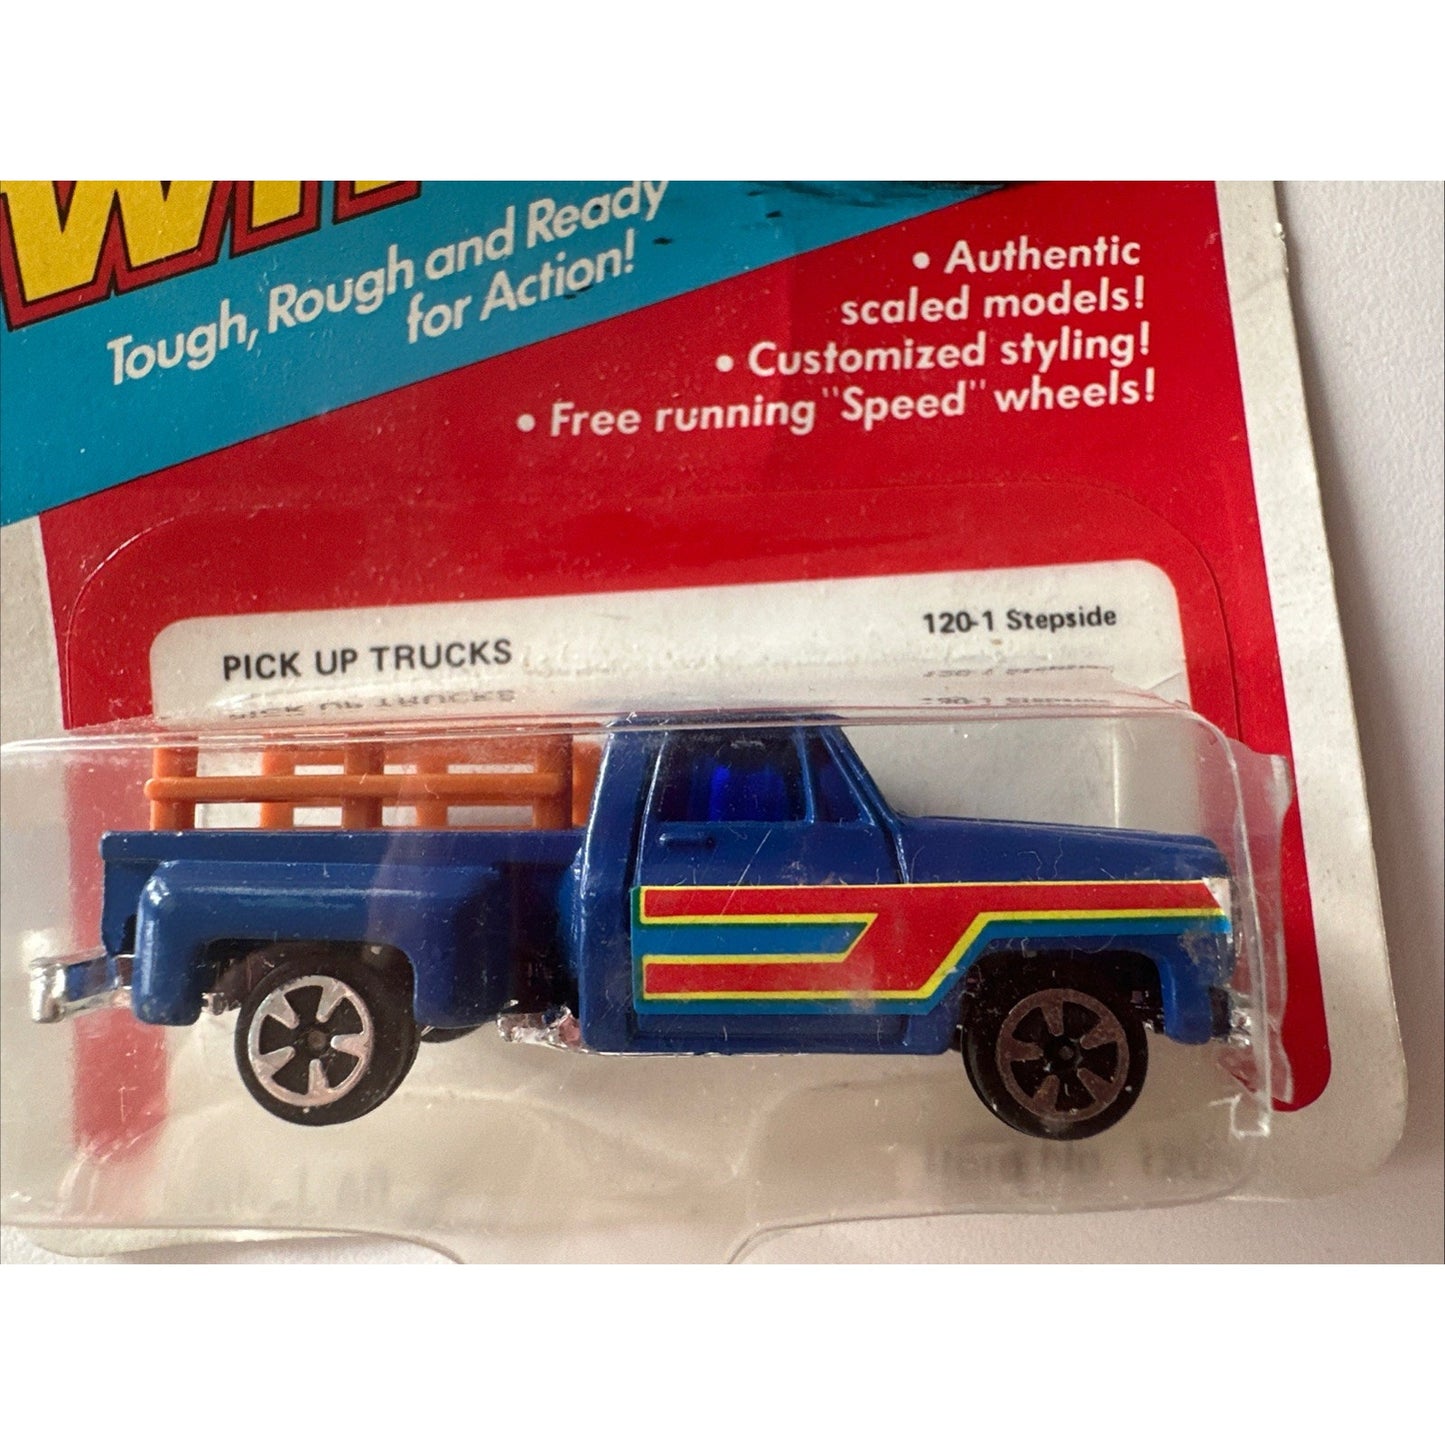 Tough, Rough and Ready
for Action!
• Authentic
scaled models!
• Customized styling!
• Free running "Speed" wheels!
PICK UP TRUCKS
120-1 Stepside